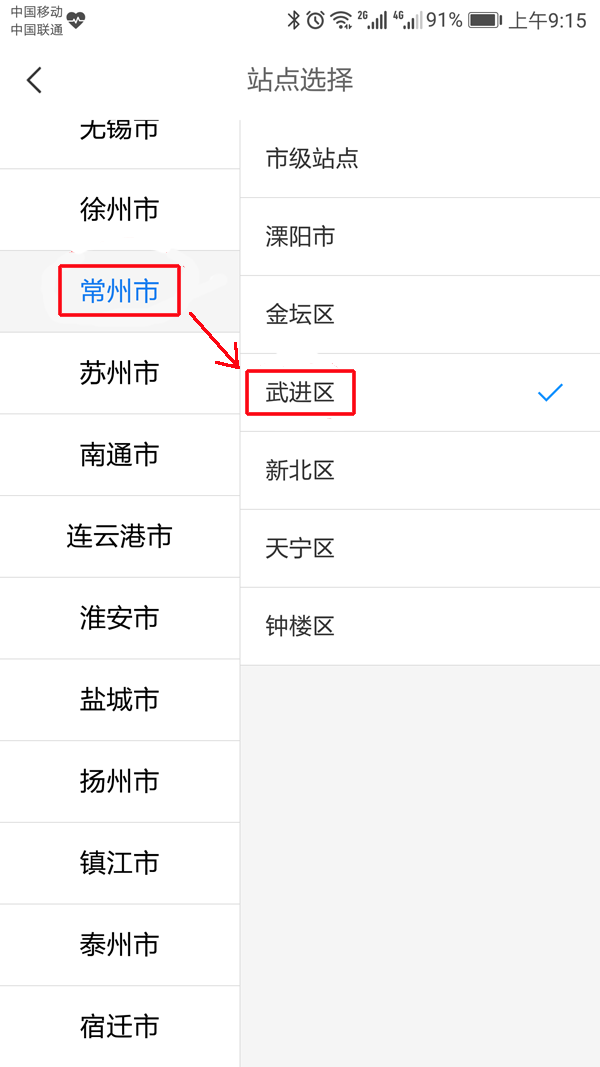 中国移动
中国联通
2G 4G 91% 上午9:15
站点选择
无锡市
徐州市
常州市
苏州市
南通市
连云港市
淮安市
盐城市
扬州市
镇江市
泰州市
宿迁市
市级站点
溧阳市
金坛区
武进区
新北区
天宁区
钟楼区